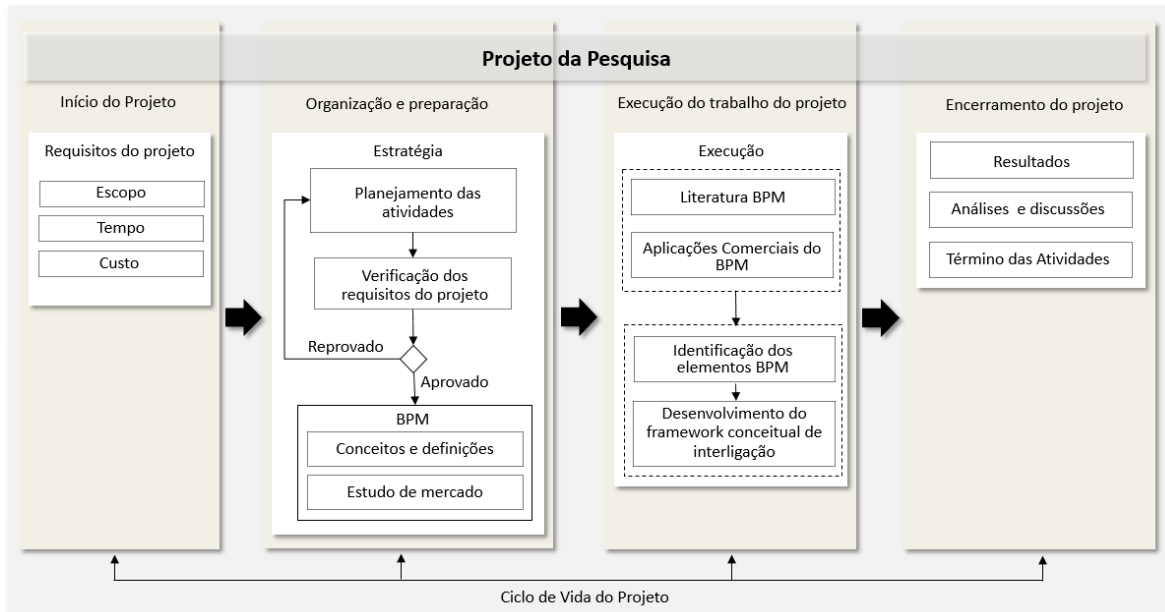 Projeto da Pesquisa
Início do Projeto
Requisitos do projeto
Escopo
Tempo
Custo
Organização e preparação
Estratégia
Planejamento das
atividades
Verificação dos
requisitos do projeto
Reprovado
Aprovado
BPM
Conceitos e definições
Estudo de mercado
Execução do trabalho do projeto
Execução
Literatura BPM
Aplicações Comerciais do
BPM
Identificação dos
elementos BPM
Desenvolvimento do
framework conceitual de
interligação
Encerramento do projeto
Resultados
Análises e discussões
Término das Atividades
Ciclo de Vida do Projeto